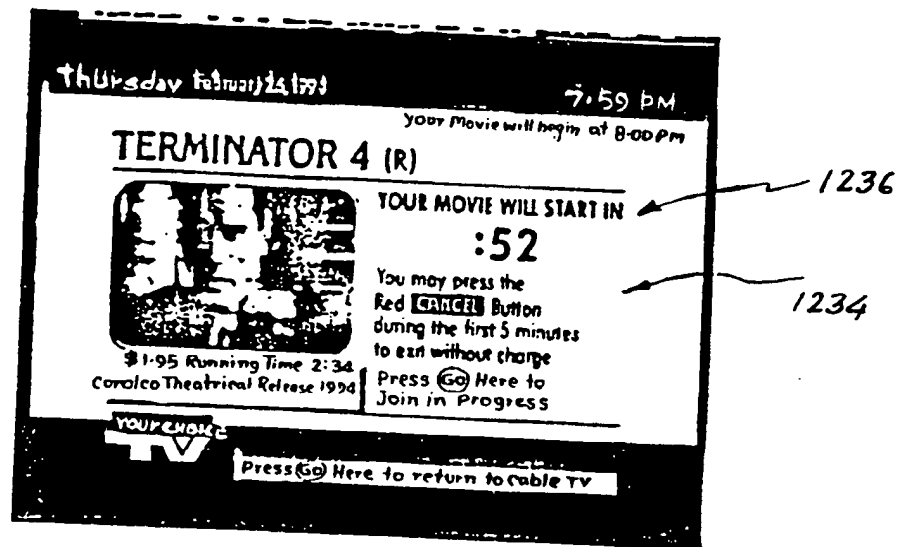 Thursday February
7:59 PM
Your Movie will begin at 8:00 PM
TERMINATOR 4 (R)
YOUR MOVIE WILL START IN
:52
You may press the
Red CANCEL Button
during the first 5 minutes
to exit without charge
$1.95 Running Time 2:34
Carolco Theatrical Release 1994
Press Go Here to
Join in Progress
YOUR CHOICE
TV
Press Go Here to return to cable TV
1236
1234